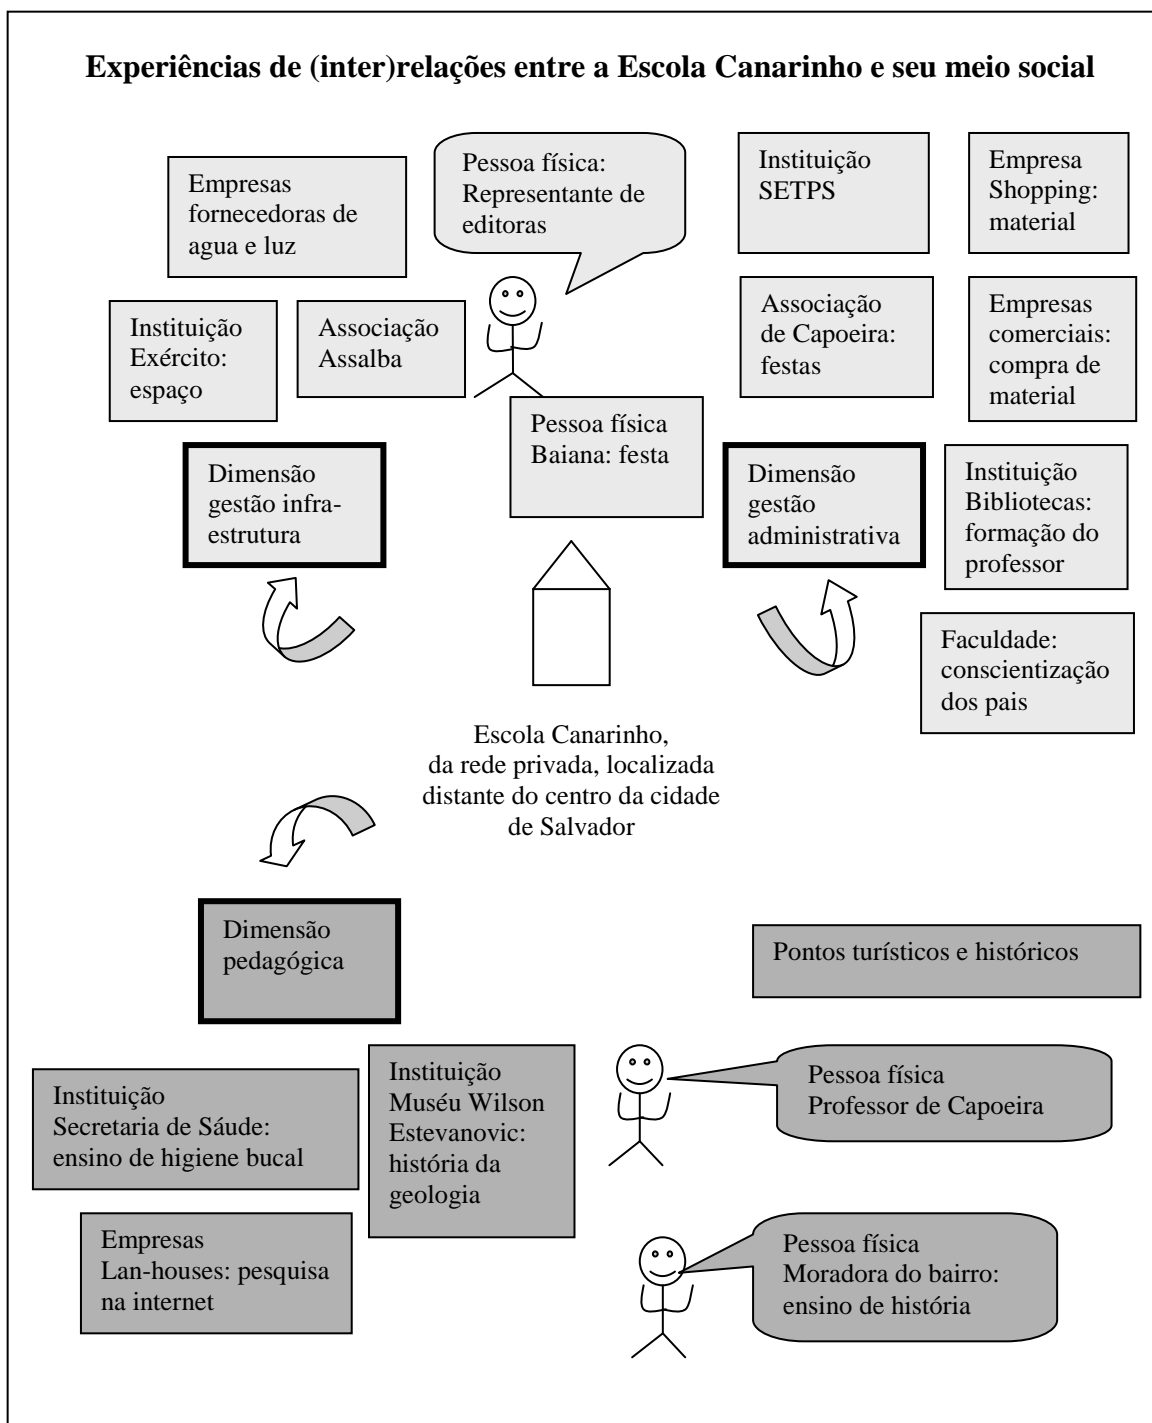 Experiências de (inter)relações entre a Escola Canarinho e seu meio social
Empresas
fornecedoras de
agua e luz
Pessoa física:
Representante de
editoras
Instituição
SETPS
Empresa
Shopping:
material
Instituição
Exército:
espaço
Associação
Assalba
Associação
de Capoeira:
festas
Empresas
comerciais:
compra de
material
Pessoa física
Baiana: festa
Dimensão
gestão infra-
estrutura
Dimensão
gestão
administrativa
Instituição
Bibliotecas:
formação do
professor
Faculdade:
conscientização
dos pais
Escola Canarinho,
da rede privada, localizada
distante do centro da cidade
de Salvador
Dimensão
pedagógica
Pontos turísticos e históricos
Instituição
Secretaria de Sáude:
ensino de higiene bucal
Instituição
Muséu Wilson
Estevanovic:
história da
geologia
Pessoa física
Professor de Capoeira
Empresas
Lan-houses: pesquisa
na internet
Pessoa física
Moradora do bairro:
ensino de história